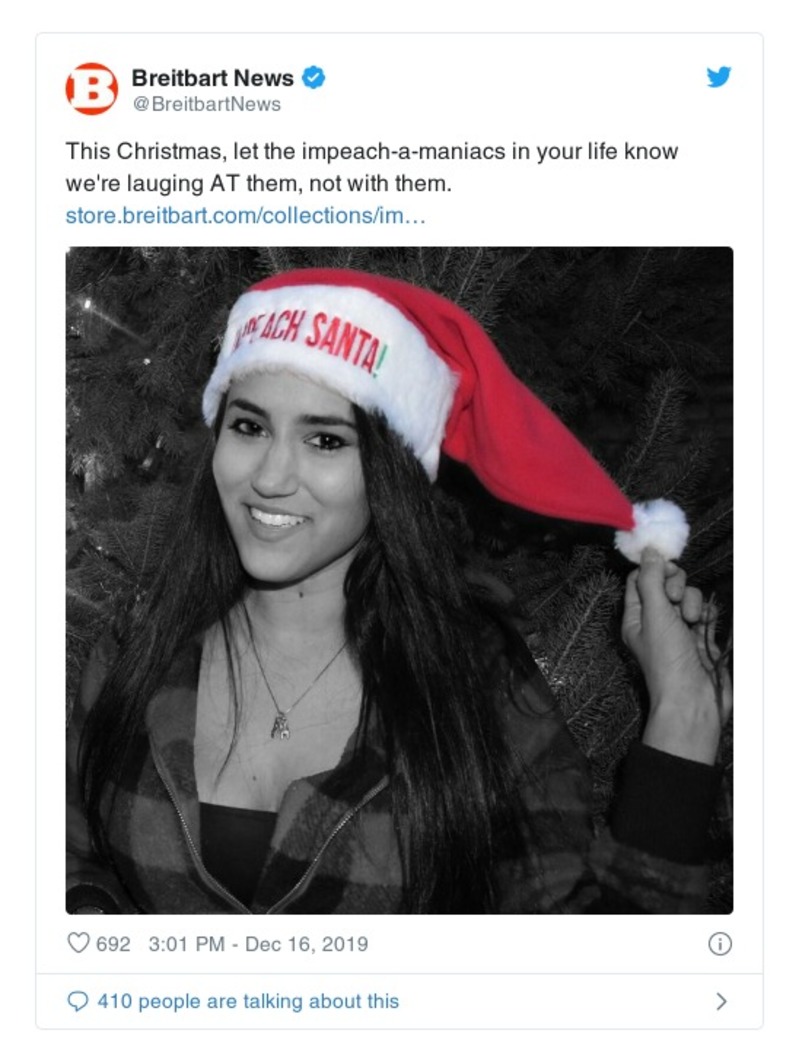 B
Breitbart News
@BreitbartNews
This Christmas, let the impeach-a-maniacs in your life know
we're lauging AT them, not with them.
store.breitbart.com/collections/im…
SANTA!
692 3:01 PM - Dec 16, 2019
410 people are talking about this